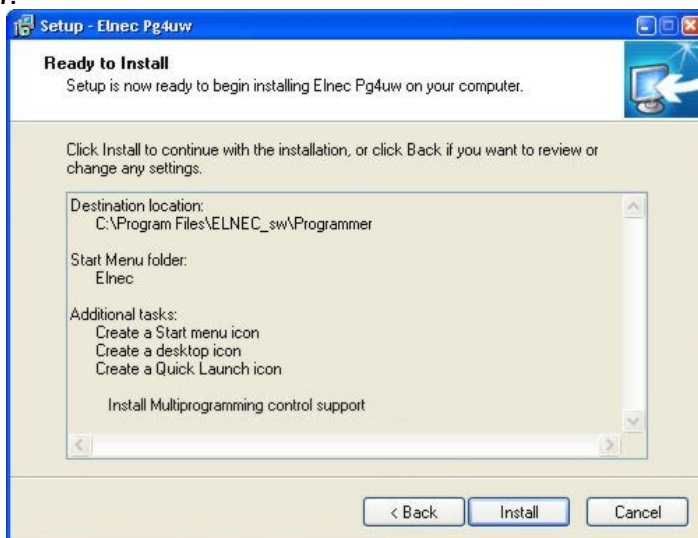 Setup - Elnec Pg4uw
Ready to Install
Setup is now ready to begin installing Elnec Pg4uw on your computer.
Click Install to continue with the installation, or click Back if you want to review or
change any settings.
Destination location:
C:\Program Files\ELNEC_sw\Programmer
Start Menu folder:
Elnec
Additional tasks:
Create a Start menu icon
Create a desktop icon
Create a Quick Launch icon
Install Multiprogramming control support
< Back
Install
Cancel